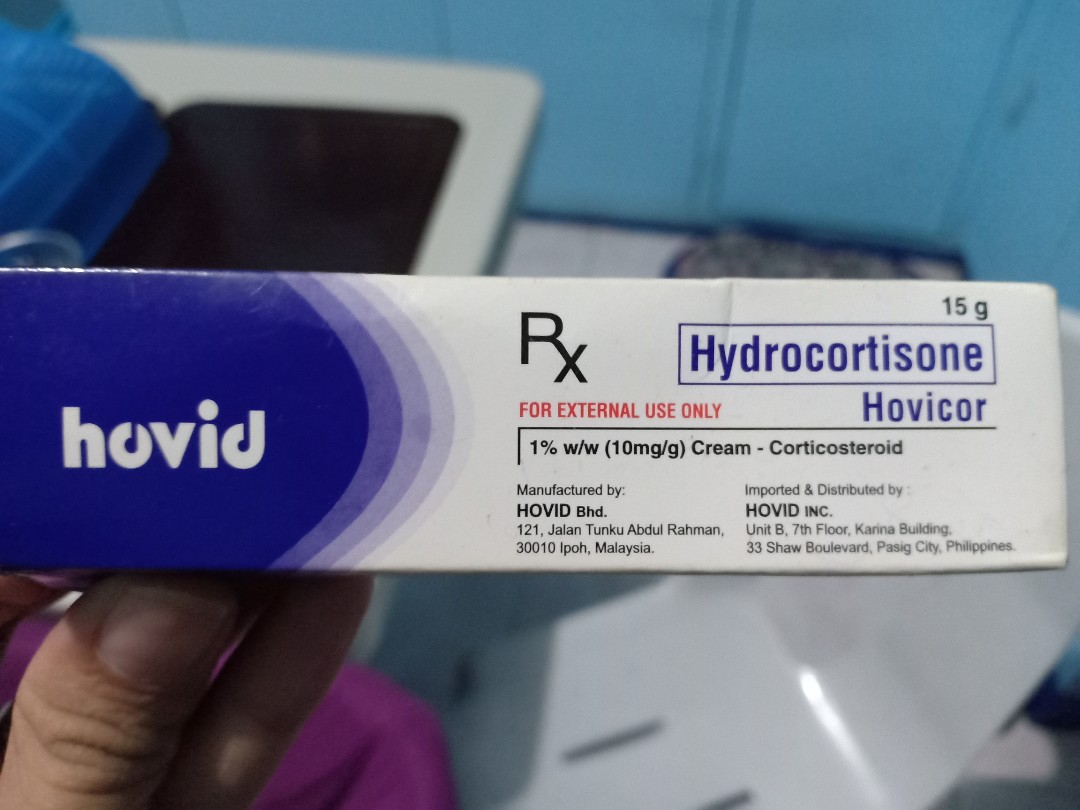 hovid
Rx
15 g
Hydrocortisone
Hovicor
FOR EXTERNAL USE ONLY
1% w/w (10mg/g) Cream - Corticosteroid
Manufactured by:
HOVID Bhd.
121, Jalan Tunku Abdul Rahman,
30010 Ipoh, Malaysia.
Imported & Distributed by :
HOVID INC.
Unit B, 7th Floor, Karina Building,
33 Shaw Boulevard, Pasig City, Philippines.